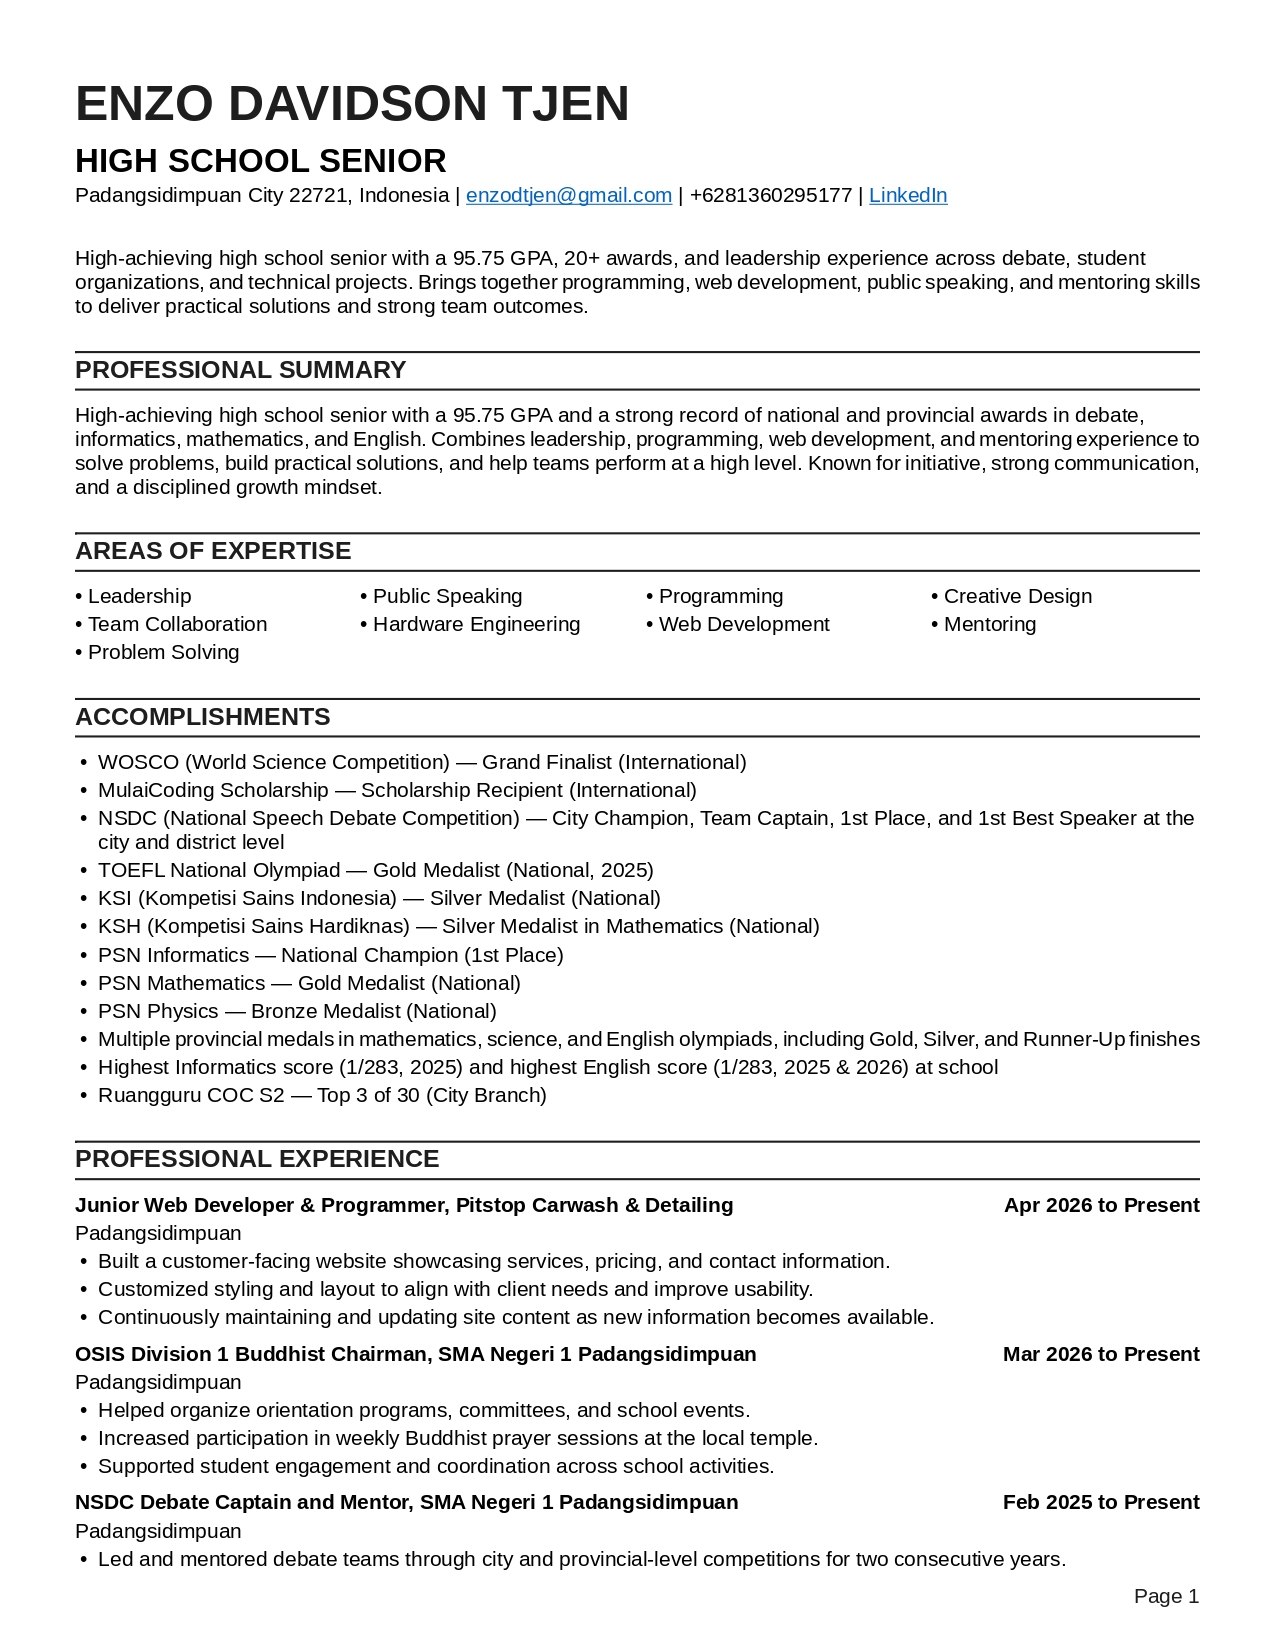 ENZO DAVIDSON TJEN
HIGH SCHOOL SENIOR
Padangsidimpuan City 22721, Indonesia | enzodtjen@gmail.com | +6281360295177 | LinkedIn
High-achieving high school senior with a 95.75 GPA, 20+ awards, and leadership experience across debate, student
organizations, and technical projects. Brings together programming, web development, public speaking, and mentoring skills
to deliver practical solutions and strong team outcomes.
PROFESSIONAL SUMMARY
High-achieving high school senior with a 95.75 GPA and a strong record of national and provincial awards in debate,
informatics, mathematics, and English. Combines leadership, programming, web development, and mentoring experience to
solve problems, build practical solutions, and help teams perform at a high level. Known for initiative, strong communication,
and a disciplined growth mindset.
AREAS OF EXPERTISE
• Leadership • Public Speaking • Programming • Creative Design
• Team Collaboration • Hardware Engineering • Web Development • Mentoring
• Problem Solving
ACCOMPLISHMENTS
• WOSCO (World Science Competition) — Grand Finalist (International)
• MulaiCoding Scholarship — Scholarship Recipient (International)
• NSDC (National Speech Debate Competition) — City Champion, Team Captain, 1st Place, and 1st Best Speaker at the
city and district level
• TOEFL National Olympiad — Gold Medalist (National, 2025)
• KSI (Kompetisi Sains Indonesia) — Silver Medalist (National)
• KSH (Kompetisi Sains Hardiknas) — Silver Medalist in Mathematics (National)
• PSN Informatics — National Champion (1st Place)
• PSN Mathematics — Gold Medalist (National)
• PSN Physics — Bronze Medalist (National)
• Multiple provincial medals in mathematics, science, and English olympiads, including Gold, Silver, and Runner-Up finishes
• Highest Informatics score (1/283, 2025) and highest English score (1/283, 2025 & 2026) at school
• Ruangguru COC S2 — Top 3 of 30 (City Branch)
PROFESSIONAL EXPERIENCE
Junior Web Developer & Programmer, Pitstop Carwash & Detailing Apr 2026 to Present
Padangsidimpuan
• Built a customer-facing website showcasing services, pricing, and contact information.
• Customized styling and layout to align with client needs and improve usability.
• Continuously maintaining and updating site content as new information becomes available.
OSIS Division 1 Buddhist Chairman, SMA Negeri 1 Padangsidimpuan Mar 2026 to Present
Padangsidimpuan
• Helped organize orientation programs, committees, and school events.
• Increased participation in weekly Buddhist prayer sessions at the local temple.
• Supported student engagement and coordination across school activities.
NSDC Debate Captain and Mentor, SMA Negeri 1 Padangsidimpuan Feb 2025 to Present
Padangsidimpuan
• Led and mentored debate teams through city and provincial-level competitions for two consecutive years.
Page 1